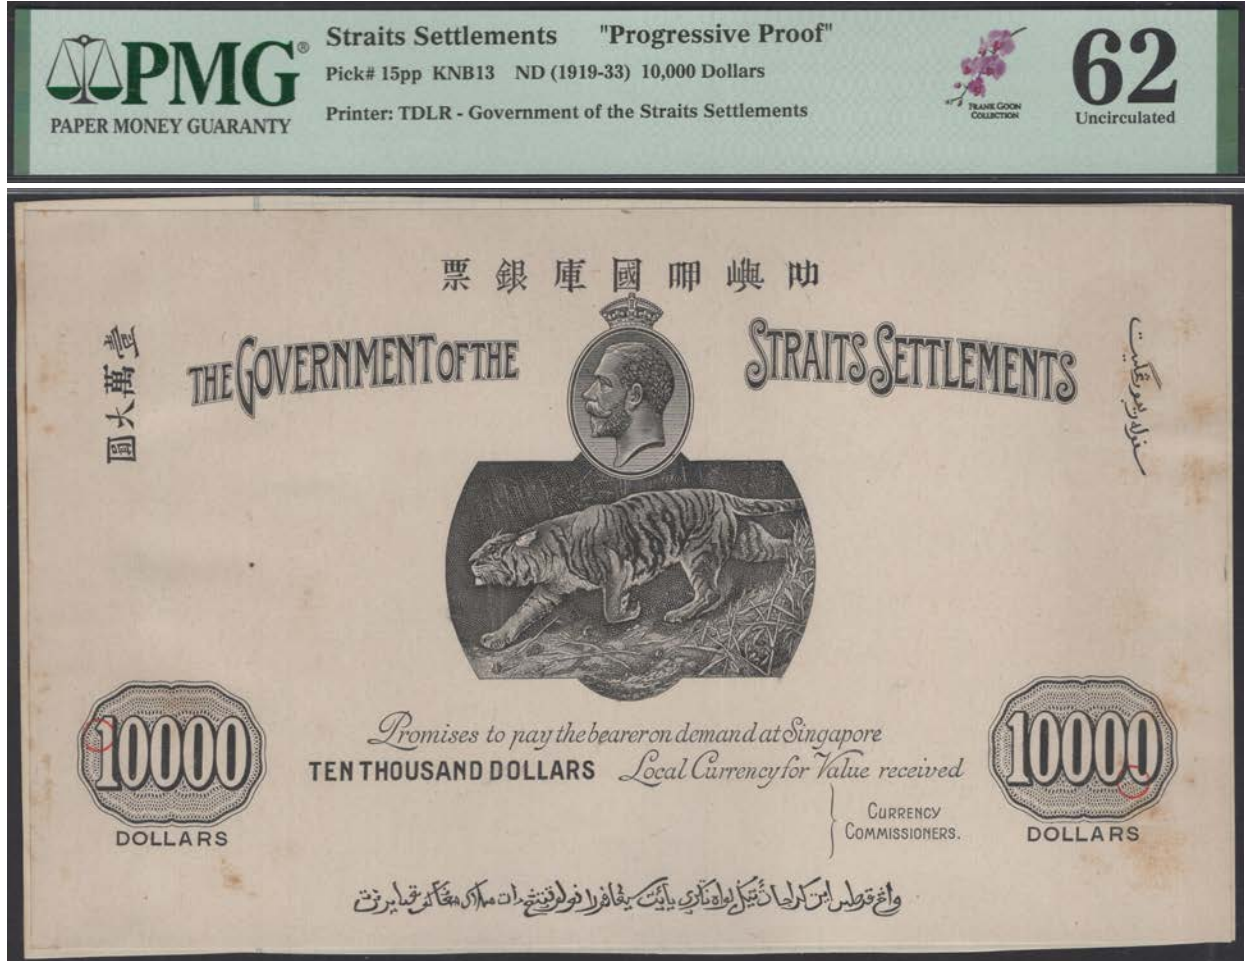 PMG®
PAPER MONEY GUARANTY
Straits Settlements "Progressive Proof"
Pick# 15pp KNB13 ND (1919-33) 10,000 Dollars
Printer: TDLR - Government of the Straits Settlements
FRANK GOON
COLLECTION
62
Uncirculated
叻嶼呷國庫銀票
THE GOVERNMENT OF THE STRAITS SETTLEMENTS
壹萬大圓
10000
DOLLARS
Promises to pay the bearer on demand at Singapore
TEN THOUSAND DOLLARS Local Currency for Value received
CURRENCY
COMMISSIONERS.
10000
DOLLARS